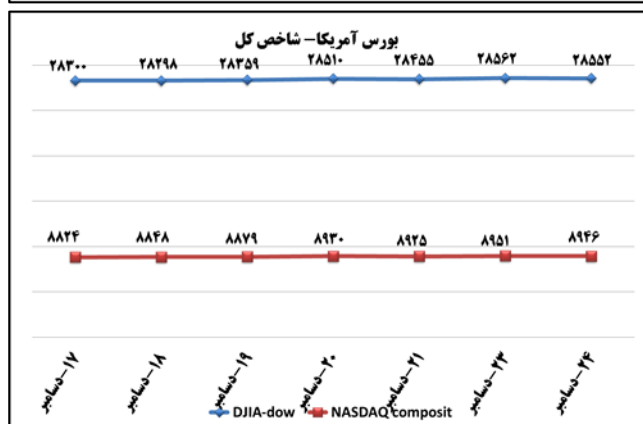 بورس آمریکا- شاخص کل
۲۸۳۰۰ ۲۸۲۹۸ ۲۸۳۵۹ ۲۸۵۱۰ ۲۸۴۵۵ ۲۸۵۶۲ ۲۸۵۵۲
۸۸۲۴ ۸۸۴۸ ۸۸۷۹ ۸۹۳۰ ۸۹۲۵ ۸۹۵۱ ۸۹۴۶
۱۷-دسامبر ۱۸-دسامبر ۱۹-دسامبر ۲۰-دسامبر ۲۱-دسامبر ۲۳-دسامبر ۲۴-دسامبر
DJIA-dow NASDAQ composit